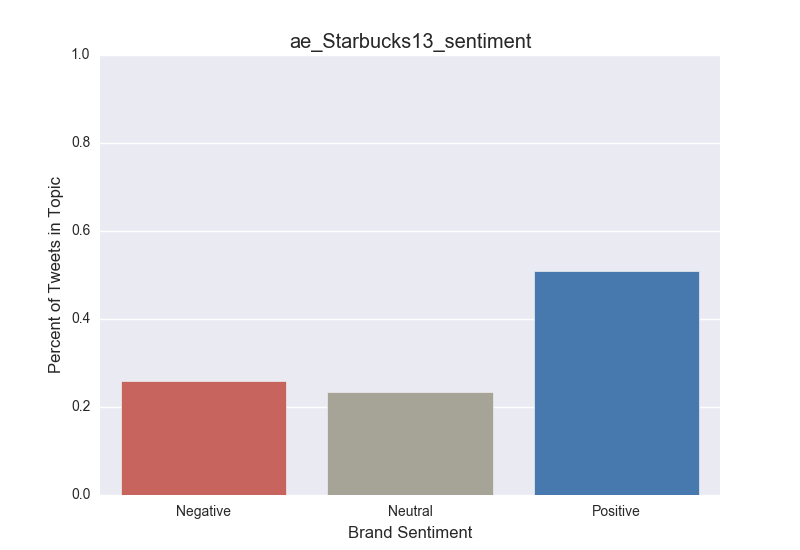 ae_Starbucks13_sentiment
1.0
0.8
0.6
0.4
0.2
0.0
Percent of Tweets in Topic
Negative
Neutral
Positive
Brand Sentiment